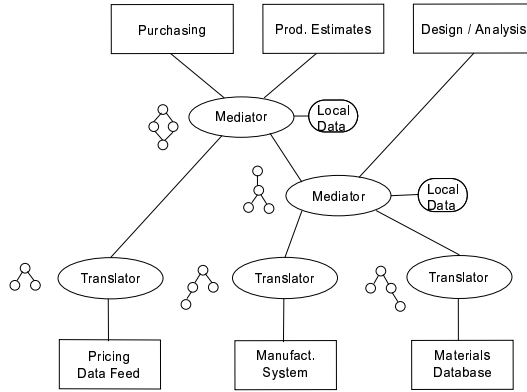 Purchasing
Prod. Estimates
Design / Analysis
Mediator
Local
Data
Mediator
Local
Data
Translator
Translator
Translator
Pricing
Data Feed
Manufact.
System
Materials
Database